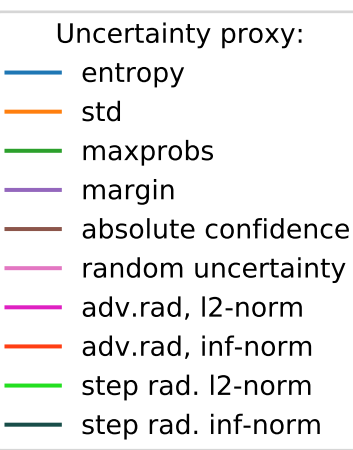 Uncertainty proxy:
entropy
std
maxprobs
margin
absolute confidence
random uncertainty
adv.rad, l2-norm
adv.rad, inf-norm
step rad. l2-norm
step rad. inf-norm